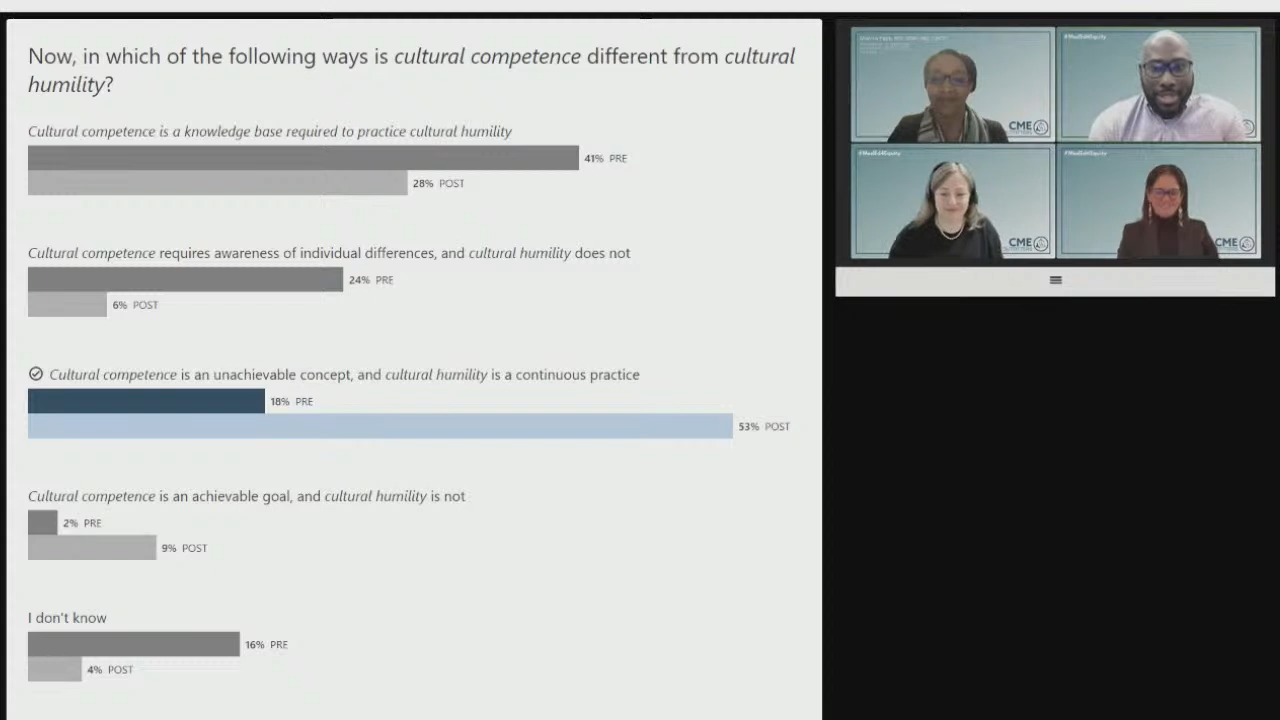 Now, in which of the following ways is cultural competence different from cultural
humility?
Cultural competence is a knowledge base required to practice cultural humility
41% PRE
28% POST
Cultural competence requires awareness of individual differences, and cultural humility does not
24% PRE
6% POST
Cultural competence is an unachievable concept, and cultural humility is a continuous practice
18% PRE
53% POST
Cultural competence is an achievable goal, and cultural humility is not
2% PRE
9% POST
I don't know
16% PRE
4% POST
CME
#MedEdEquity
#MedEdEquity
CME
#MedEdEquity
CME